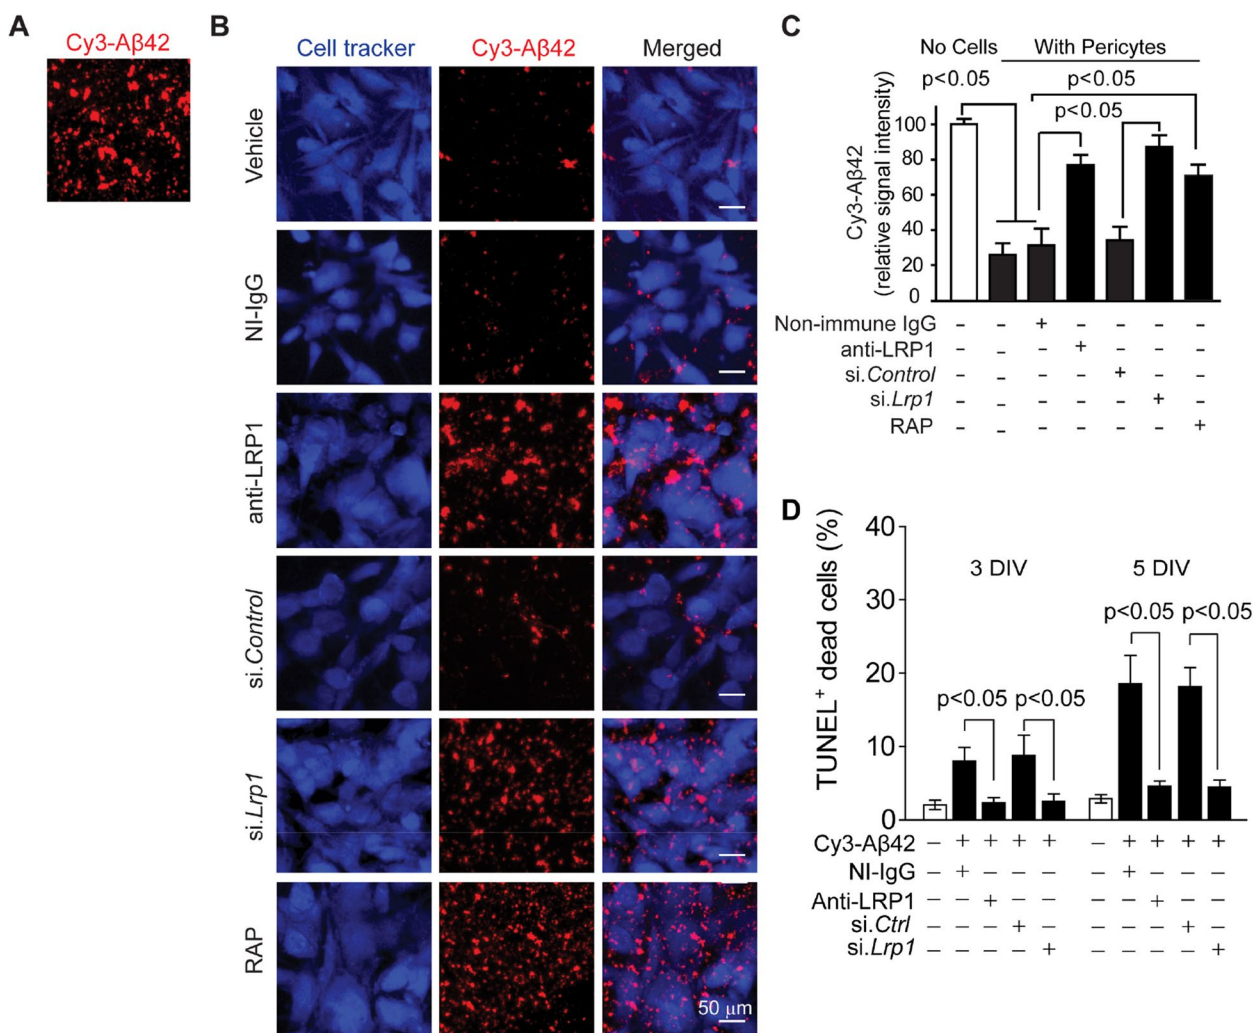 A
Cy3-Aβ42
B
Cell tracker
Cy3-Aβ42
Merged
Vehicle
NI-IgG
anti-LRP1
si.Control
si.Lrp1
RAP
50 μm
C
No Cells
With Pericytes
p<0.05
p<0.05
p<0.05
Cy3-Aβ42
(relative signal intensity)
100
80
60
40
20
0
Non-immune IgG - - + - - - -
anti-LRP1 - - - + - - -
si.Control - - - - + - -
si.Lrp1 - - - - - + -
RAP - - - - - - +
D
TUNEL+ dead cells (%)
40
30
20
10
0
3 DIV
5 DIV
p<0.05
p<0.05
p<0.05
p<0.05
Cy3-Aβ42 – + + + + – + + + +
NI-IgG – + – – – – + – – –
Anti-LRP1 – – + – – – – + – –
si.Ctrl – – – + – – – – + –
si.Lrp1 – – – – + – – – – +